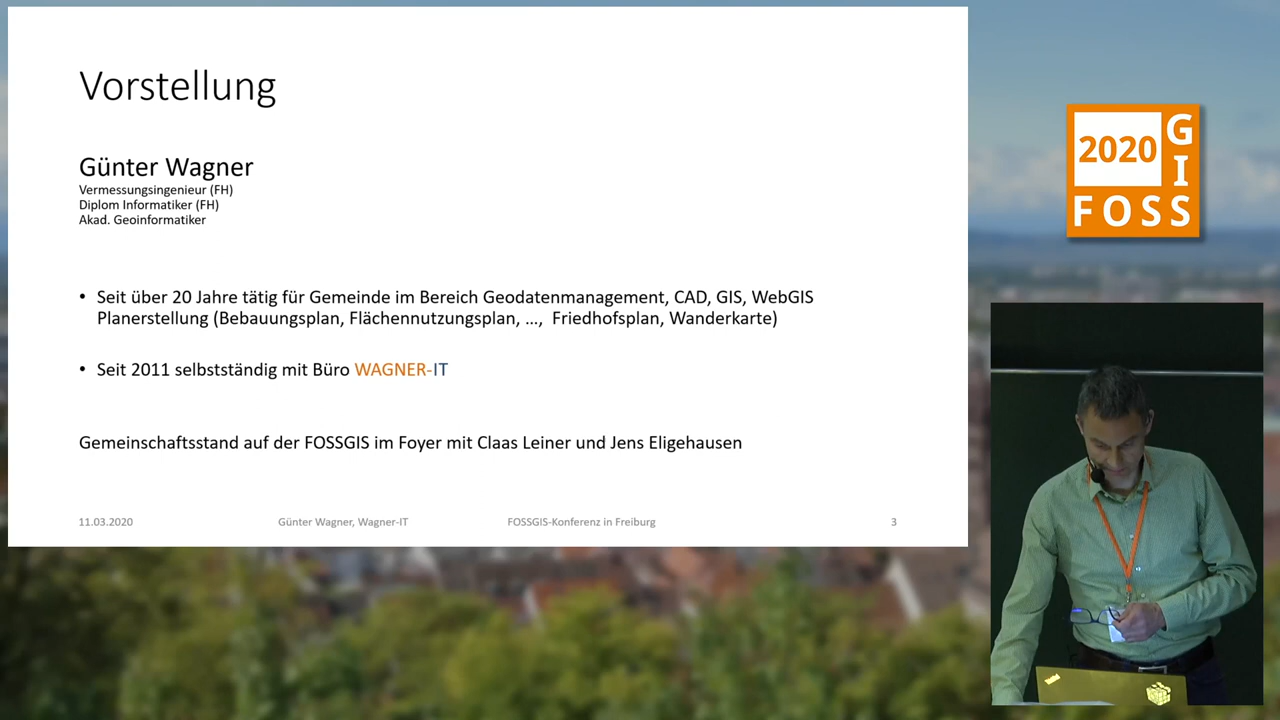 Vorstellung
Günter Wagner
Vermessungsingenieur (FH)
Diplom Informatiker (FH)
Akad. Geoinformatiker
• Seit über 20 Jahre tätig für Gemeinde im Bereich Geodatenmanagement, CAD, GIS, WebGIS
Planerstellung (Bebauungsplan, Flächennutzungsplan, ..., Friedhofsplan, Wanderkarte)
• Seit 2011 selbstständig mit Büro WAGNER-IT
Gemeinschaftsstand auf der FOSSGIS im Foyer mit Claas Leiner und Jens Eligehausen
11.03.2020 Günter Wagner, Wagner-IT FOSSGIS-Konferenz in Freiburg 3
2020
FOSS
GIS